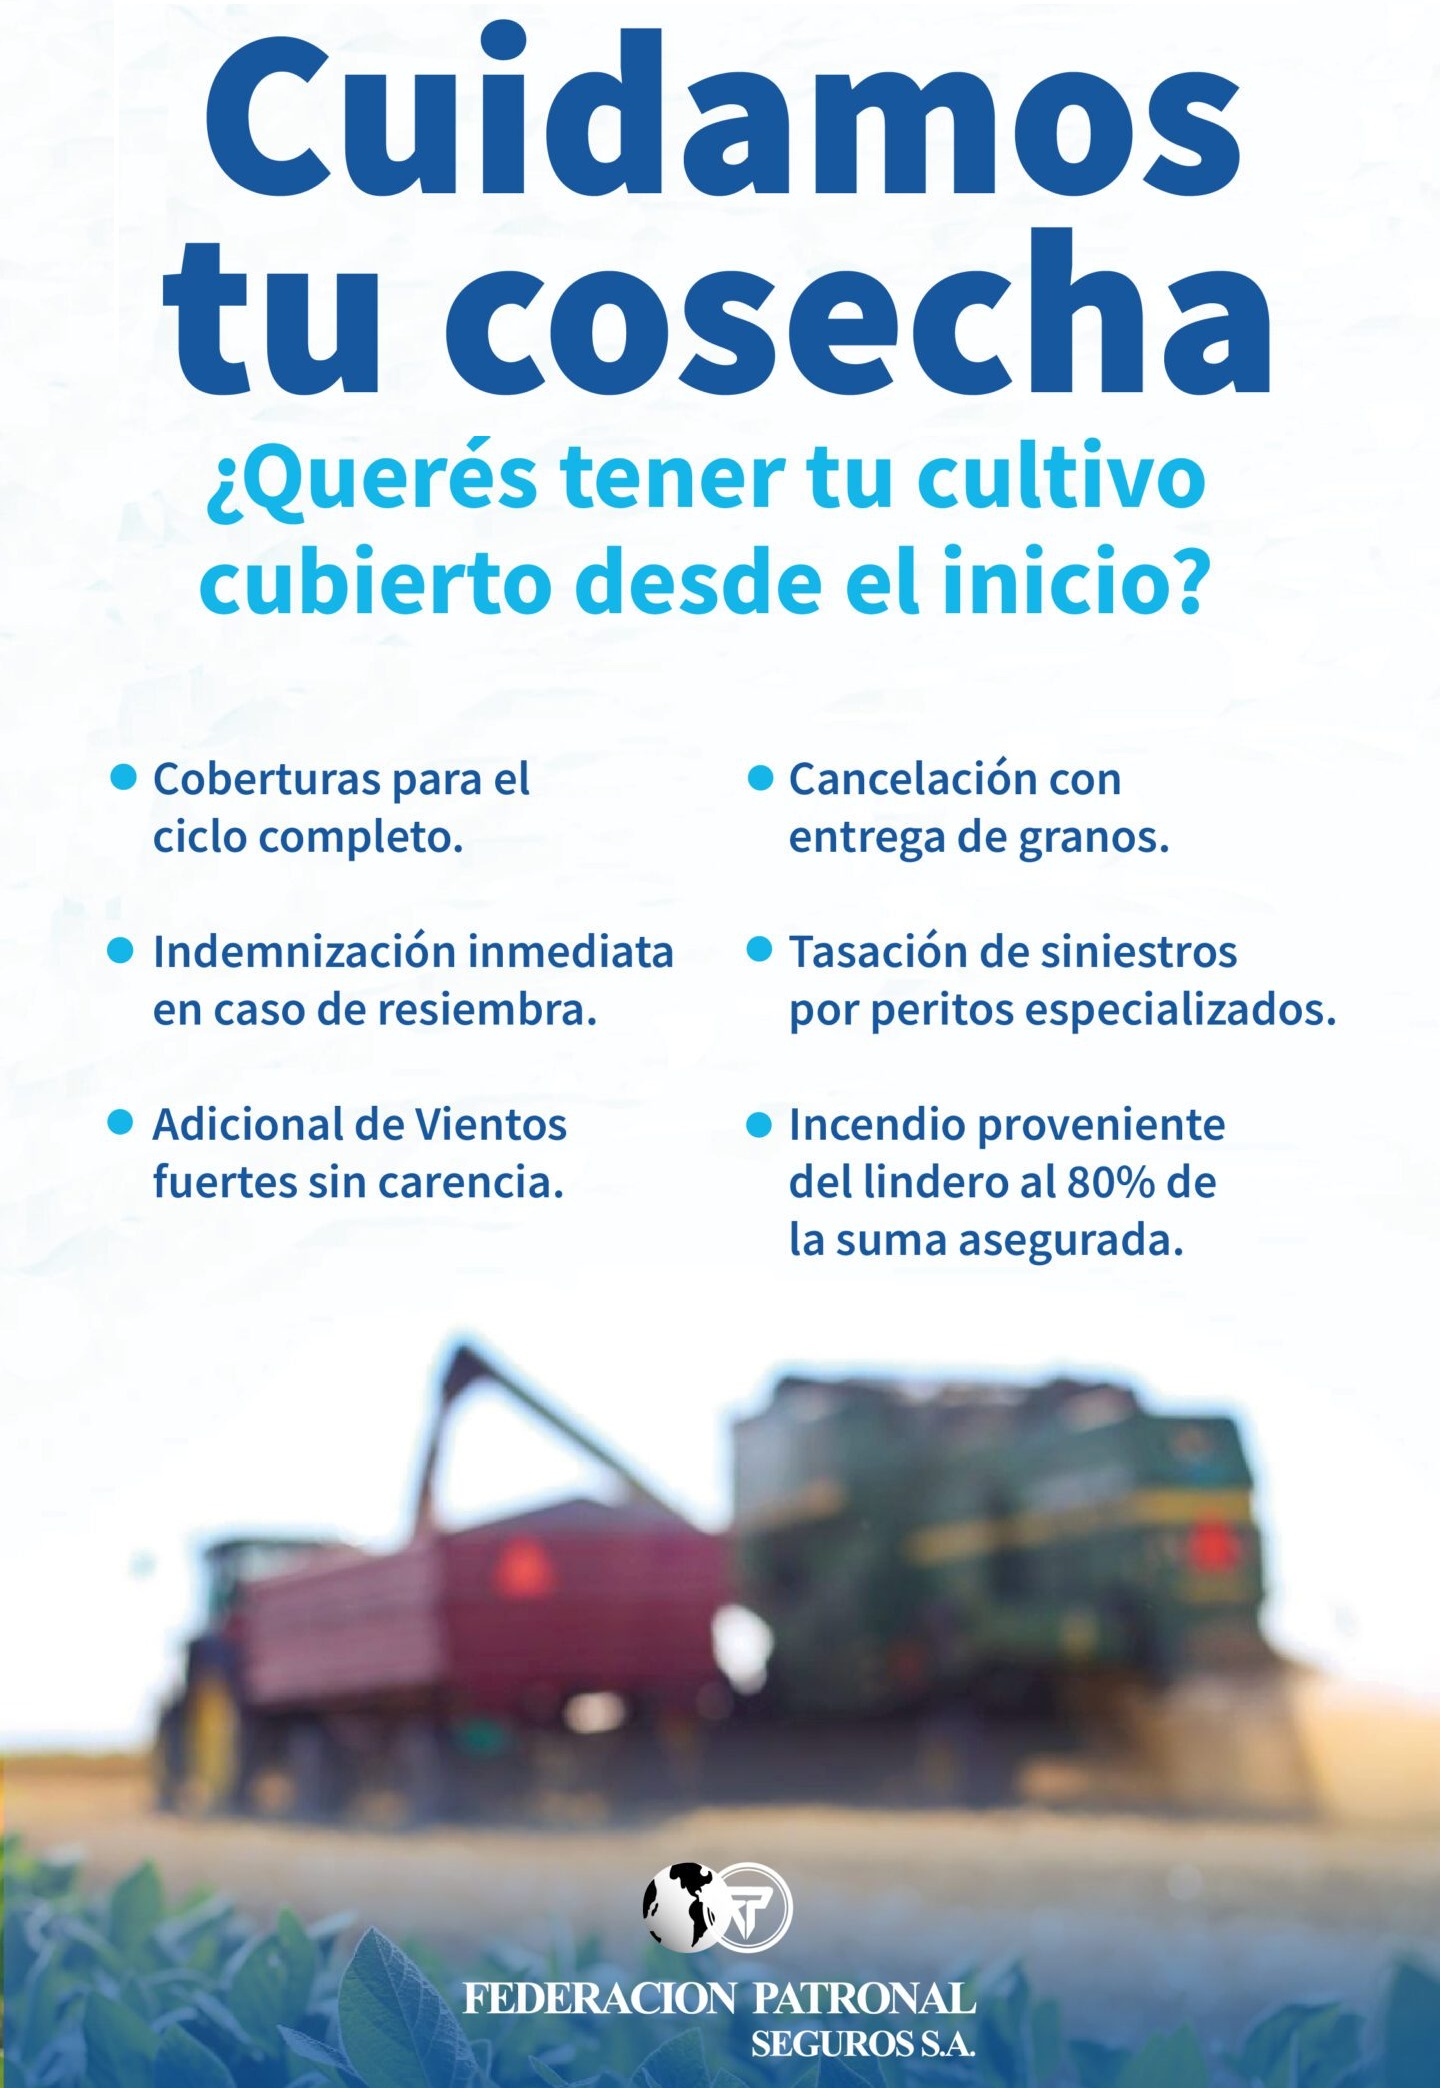 Cuidamos
tu cosecha
¿Querés tener tu cultivo
cubierto desde el inicio?
Coberturas para el
ciclo completo.
Indemnización inmediata
en caso de resiembra.
Adicional de Vientos
fuertes sin carencia.
Cancelación con
entrega de granos.
Tasación de siniestros
por peritos especializados.
Incendio proveniente
del lindero al 80% de
la suma asegurada.
FP
FEDERACION PATRONAL
SEGUROS S.A.